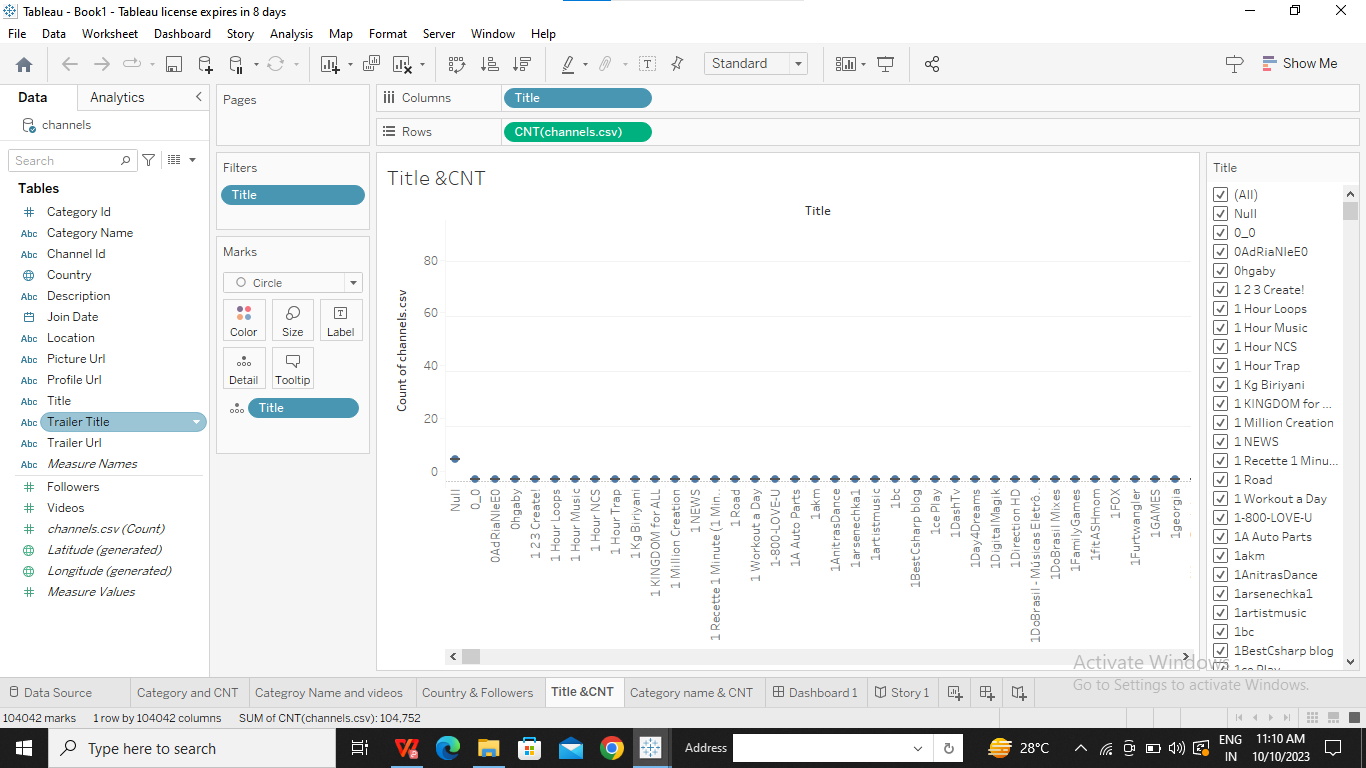 Tableau - Book1 - Tableau license expires in 8 days
File Data Worksheet Dashboard Story Analysis Map Format Server Window Help
Standard
Show Me
Data Analytics
channels
Search
Tables
Category Id
Abc Category Name
Abc Channel Id
Country
Abc Description
Join Date
Abc Location
Abc Picture Url
Abc Profile Url
Abc Title
Abc Trailer Title
Abc Trailer Url
Abc Measure Names
Followers
Videos
channels.csv (Count)
Latitude (generated)
Longitude (generated)
Measure Values
Pages
Filters
Title
Marks
Circle
Color Size Label
Detail Tooltip
Title
Columns Title
Rows CNT(channels.csv)
Title &CNT
Title
Count of channels.csv
80
60
40
20
0
Null
0_0
0AdRiaNIeE0
0hgaby
1 2 3 Create!
1 Hour Loops
1 Hour Music
1 Hour NCS
1 Hour Trap
1 Kg Biriyani
1 KINGDOM for ALL
1 Million Creation
1 NEWS
1 Recette 1 Minute (1 Min..
1 Road
1 Workout a Day
1-800-LOVE-U
1A Auto Parts
1akm
1AnitrasDance
1arsenechka1
1artistmusic
1bc
1BestCsharp blog
1ce Play
1DashTv
1Day4Dreams
1DigitalMagik
1Direction HD
1DoBrasil - Músicas Eletrô..
1DoBrasil Mixes
1FamilyGames
1fitASHmom
1FOX
1Furtwangler
1GAMES
1georgia
Title
(All)
Null
0_0
0AdRiaNIeE0
0hgaby
1 2 3 Create!
1 Hour Loops
1 Hour Music
1 Hour NCS
1 Hour Trap
1 Kg Biriyani
1 KINGDOM for ...
1 Million Creation
1 NEWS
1 Recette 1 Minu...
1 Road
1 Workout a Day
1-800-LOVE-U
1A Auto Parts
1akm
1AnitrasDance
1arsenechka1
1artistmusic
1bc
1BestCsharp blog
1ce Play
Activate Windows
Go to Settings to activate Windows.
Data Source Category and CNT Categroy Name and videos Country & Followers Title &CNT Category name & CNT Dashboard 1 Story 1
104042 marks 1 row by 104042 columns SUM of CNT(channels.csv): 104,752
Type here to search
Address
28°C
ENG
IN
11:10 AM
10/10/2023